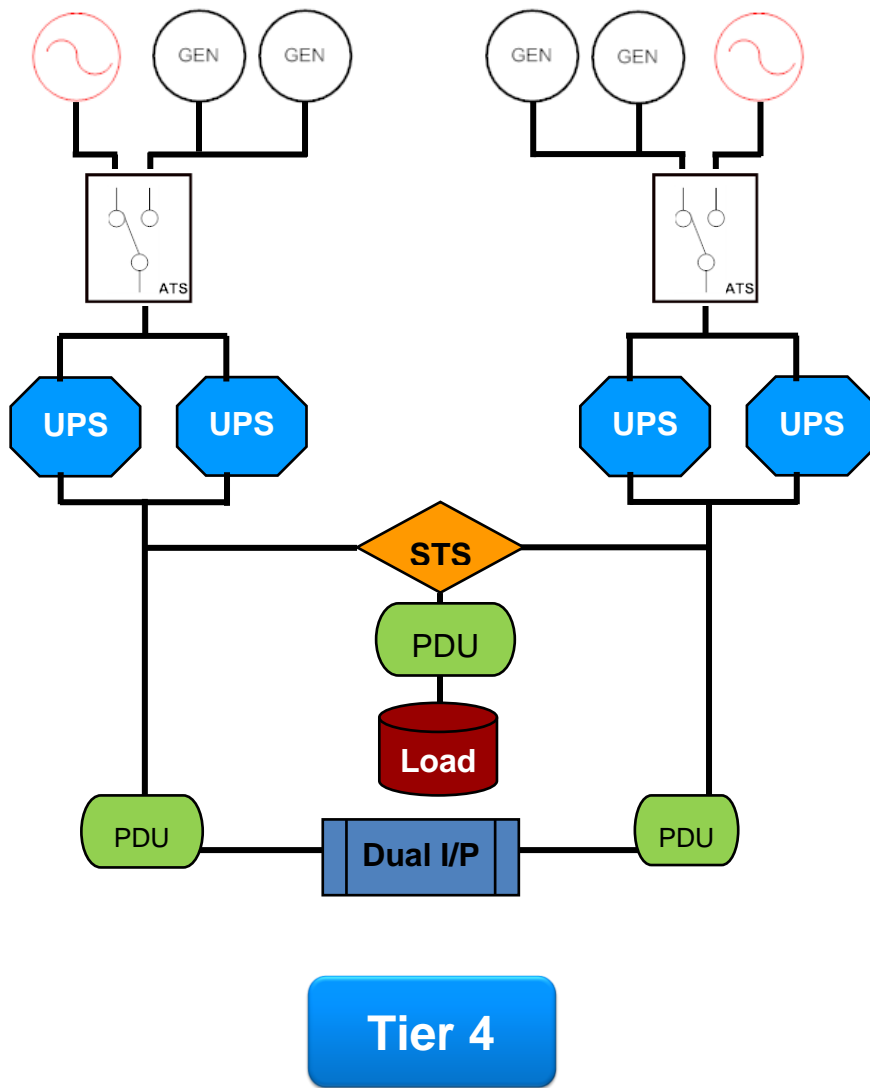 GEN
GEN
GEN
GEN
ATS
ATS
UPS
UPS
UPS
UPS
STS
PDU
Load
PDU
Dual I/P
PDU
Tier 4